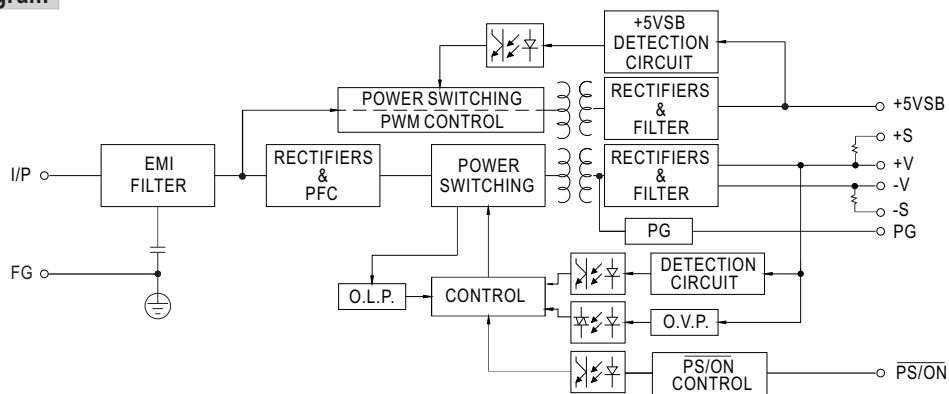 +5VSB
DETECTION
CIRCUIT
POWER SWITCHING
PWM CONTROL
RECTIFIERS
&
FILTER
+5VSB
+S
I/P
EMI
FILTER
RECTIFIERS
&
PFC
POWER
SWITCHING
RECTIFIERS
&
FILTER
+V
-V
-S
PG
PG
FG
O.L.P.
CONTROL
DETECTION
CIRCUIT
O.V.P.
PS/ON
CONTROL
PS/ON